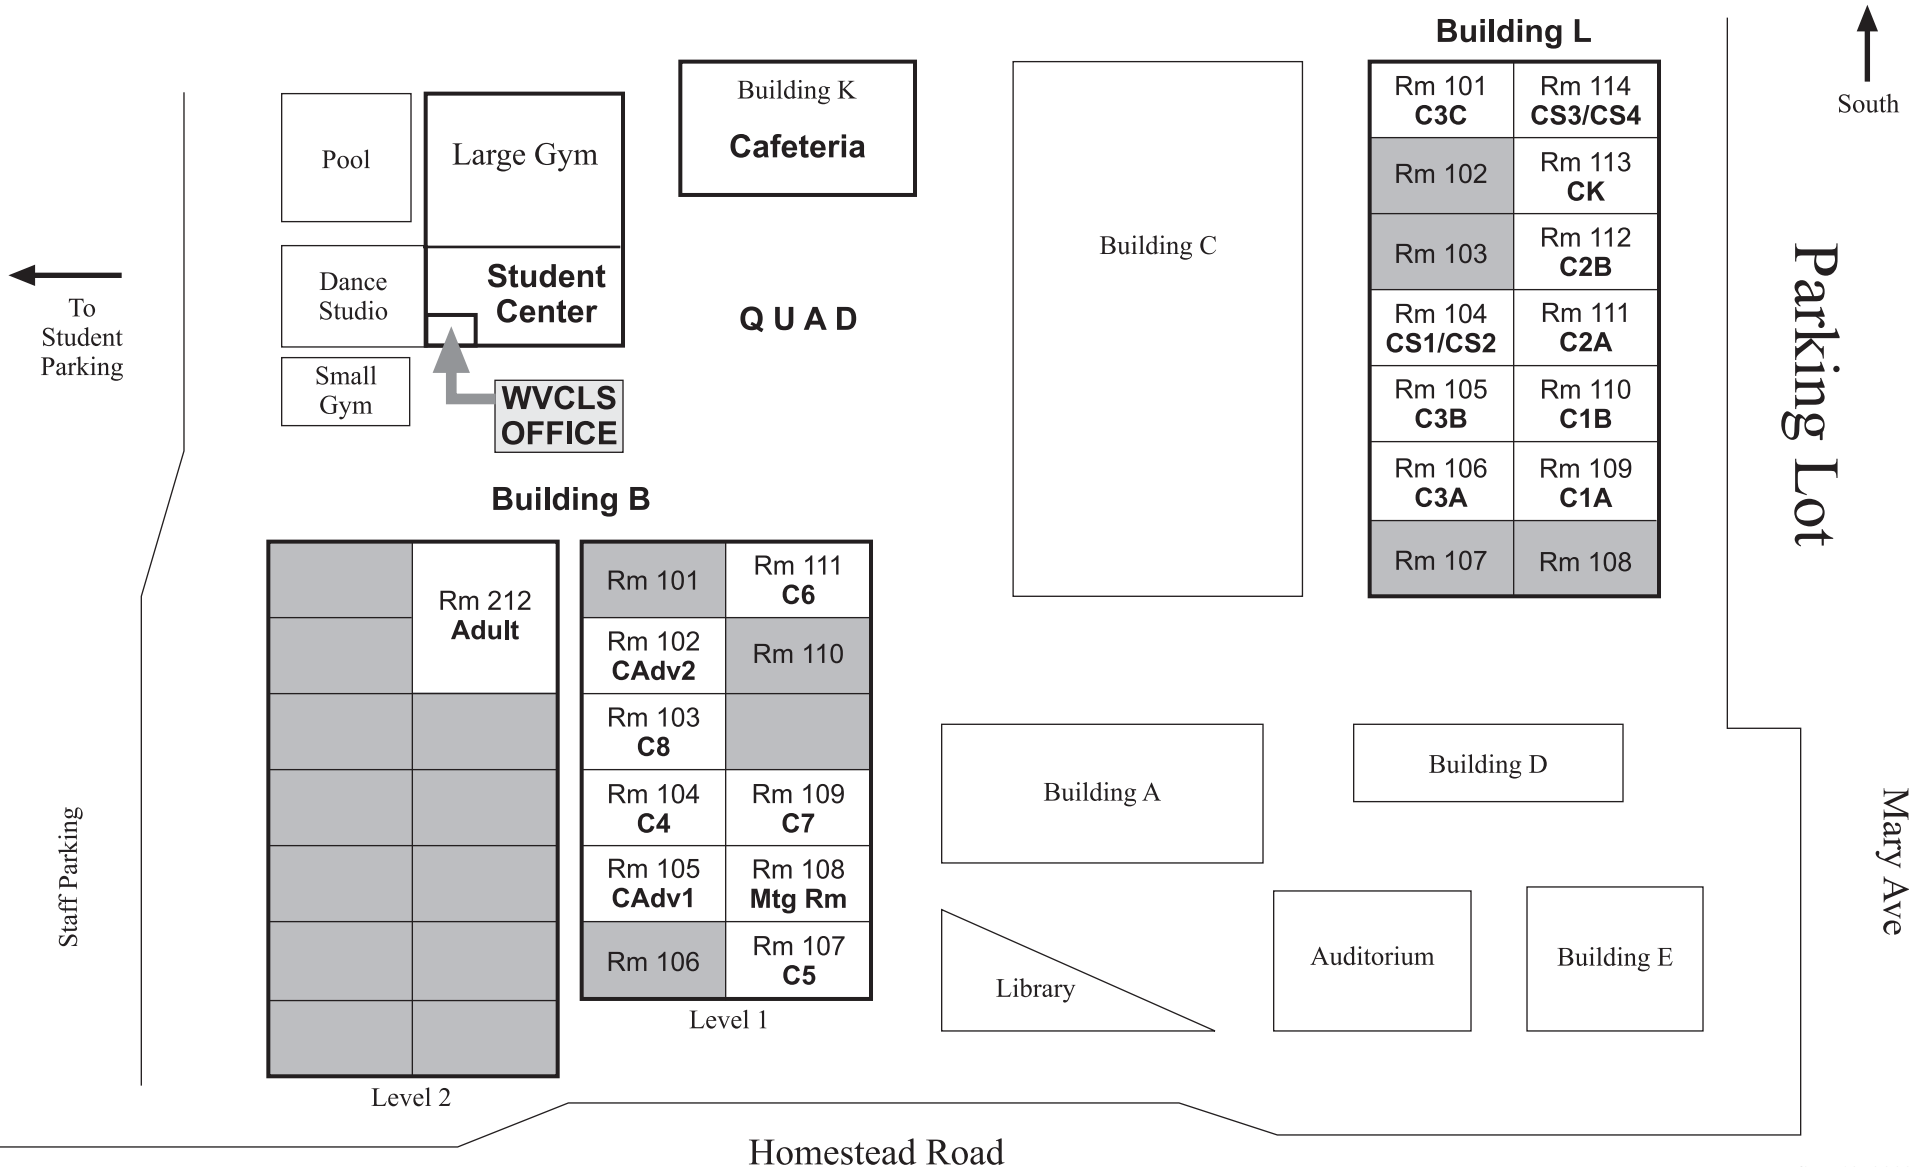 Building L
South
Building K
Cafeteria
Pool
Large Gym
Dance
Studio
Student
Center
Small
Gym
WVCLS
OFFICE
To
Student
Parking
QUAD
Building C
Rm 101
C3C
Rm 114
CS3/CS4
Rm 102
Rm 113
CK
Rm 103
Rm 112
C2B
Rm 104
CS1/CS2
Rm 111
C2A
Rm 105
C3B
Rm 110
C1B
Rm 106
C3A
Rm 109
C1A
Rm 107
Rm 108
Parking Lot
Building B
Rm 212
Adult
Level 2
Rm 101
Rm 111
C6
Rm 102
CAdv2
Rm 110
Rm 103
C8
Rm 104
C4
Rm 109
C7
Rm 105
CAdv1
Rm 108
Mtg Rm
Rm 106
Rm 107
C5
Level 1
Staff Parking
Building A
Building D
Library
Auditorium
Building E
Mary Ave
Homestead Road